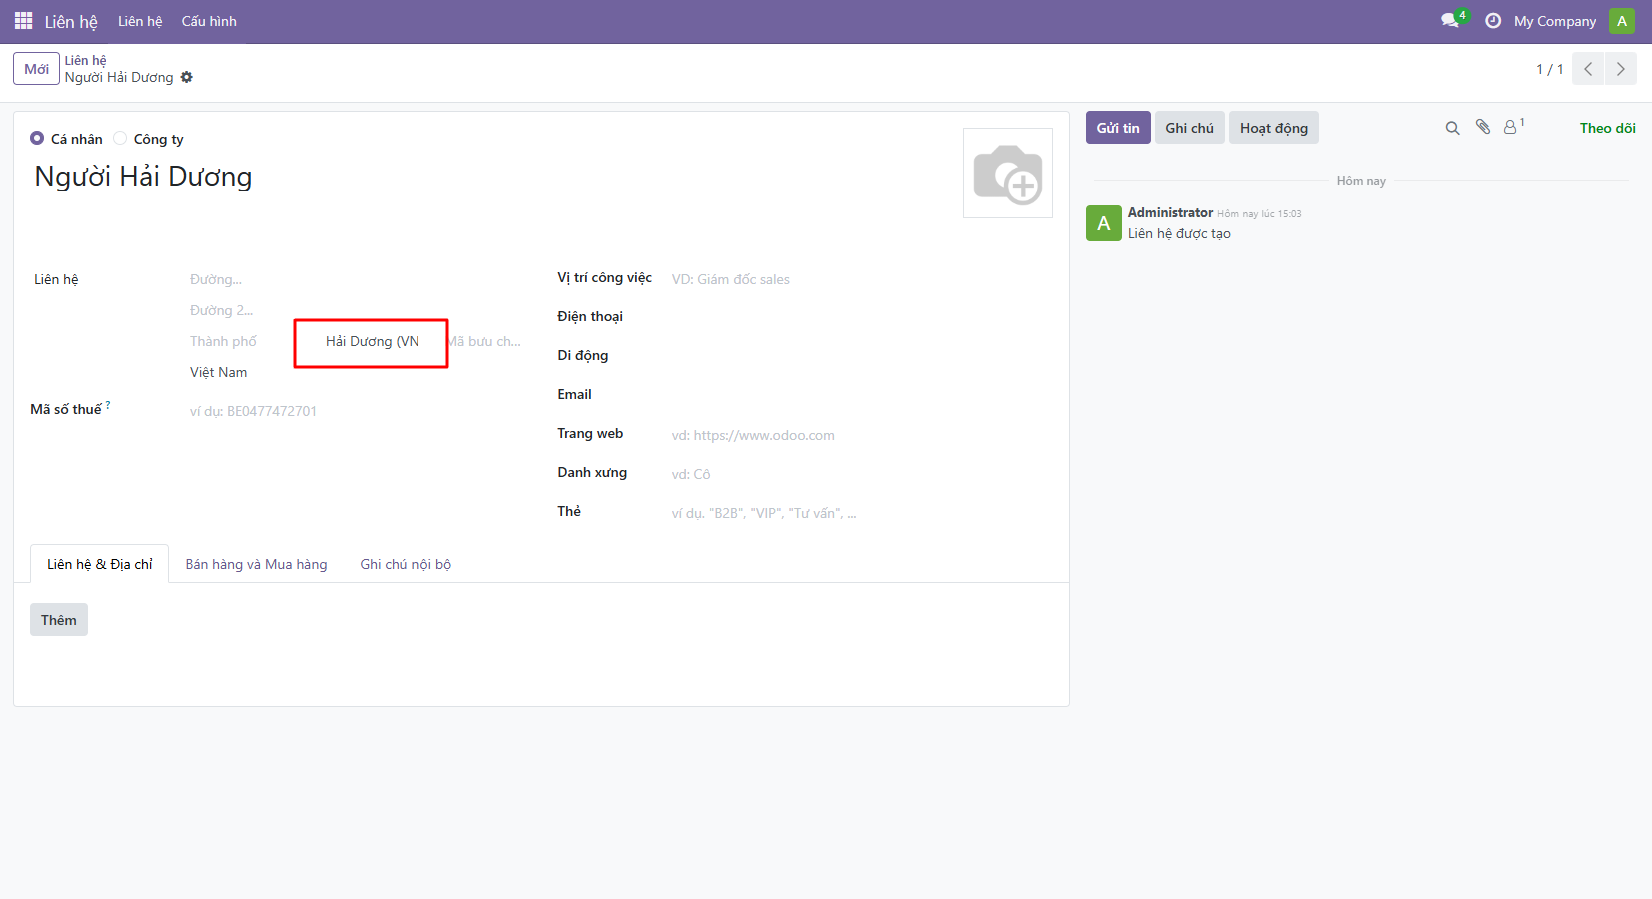 Liên hệ Liên hệ Cấu hình 4 My Company A
Mới Liên hệ
Người Hải Dương
1 / 1
Cá nhân Công ty
Người Hải Dương
Liên hệ Đường...
Đường 2...
Thành phố Hải Dương (VN Mã bưu ch...
Việt Nam
Mã số thuế ? ví dụ: BE0477472701
Vị trí công việc VD: Giám đốc sales
Điện thoại
Di động
Email
Trang web vd: https://www.odoo.com
Danh xưng vd: Cô
Thẻ ví dụ. "B2B", "VIP", "Tư vấn", ...
Liên hệ & Địa chỉ Bán hàng và Mua hàng Ghi chú nội bộ
Thêm
Gửi tin Ghi chú Hoạt động 1 Theo dõi
Hôm nay
A Administrator Hôm nay lúc 15:03
Liên hệ được tạo